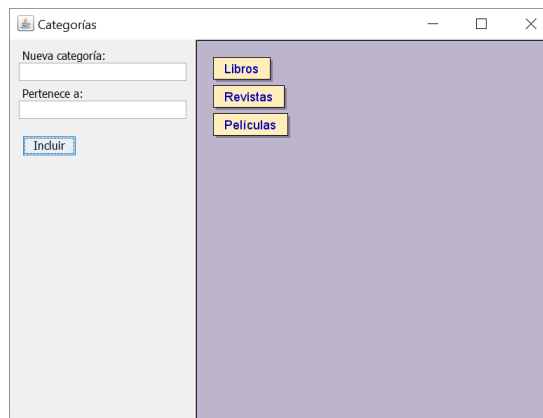 Categorías
Nueva categoría:
Pertenece a:
Incluir
Libros
Revistas
Películas